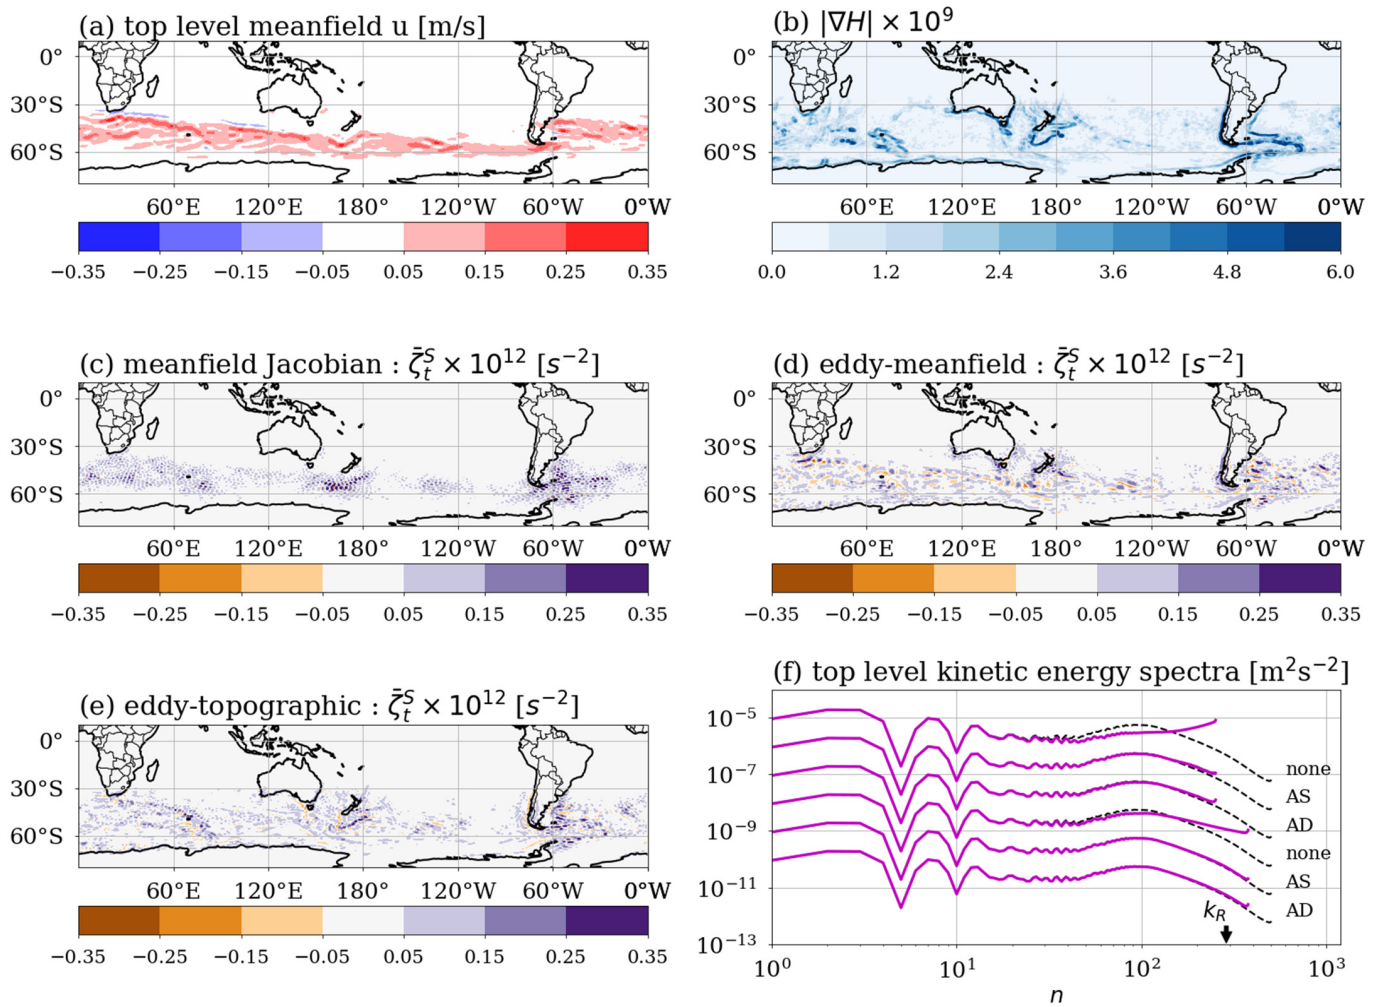 (a) top level meanfield u [m/s]
0°
30°S
60°S
60°E 120°E 180° 120°W 60°W 0°W
−0.35 −0.25 −0.15 −0.05 0.05 0.15 0.25 0.35
(b) |∇H| × 10⁹
0°
30°S
60°S
60°E 120°E 180° 120°W 60°W 0°W
0.0 1.2 2.4 3.6 4.8 6.0
(c) meanfield Jacobian : ζ̄ₜˢ × 10¹² [s⁻²]
0°
30°S
60°S
60°E 120°E 180° 120°W 60°W 0°W
−0.35 −0.25 −0.15 −0.05 0.05 0.15 0.25 0.35
(d) eddy-meanfield : ζ̄ₜˢ × 10¹² [s⁻²]
0°
30°S
60°S
60°E 120°E 180° 120°W 60°W 0°W
−0.35 −0.25 −0.15 −0.05 0.05 0.15 0.25 0.35
(e) eddy-topographic : ζ̄ₜˢ × 10¹² [s⁻²]
0°
30°S
60°S
60°E 120°E 180° 120°W 60°W 0°W
−0.35 −0.25 −0.15 −0.05 0.05 0.15 0.25 0.35
(f) top level kinetic energy spectra [m²s⁻²]
10⁻⁵
10⁻⁷
10⁻⁹
10⁻¹¹
10⁻¹³
none
AS
AD
none
AS
AD
k_R
10⁰ 10¹ 10² 10³
n